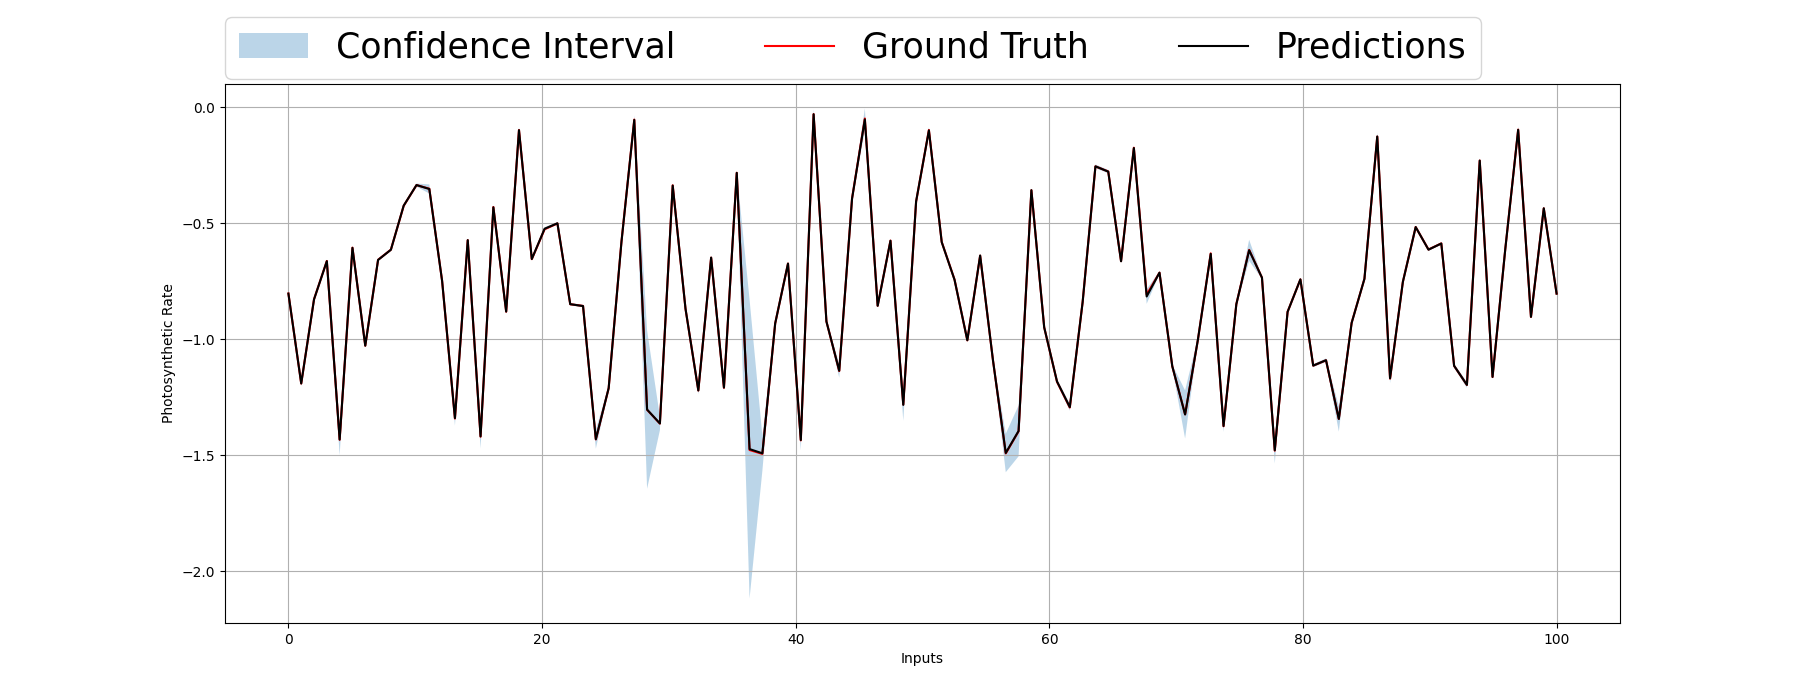 Confidence Interval Ground Truth Predictions
0.0
−0.5
−1.0
−1.5
−2.0
Photosynthetic Rate
0 20 40 60 80 100
Inputs